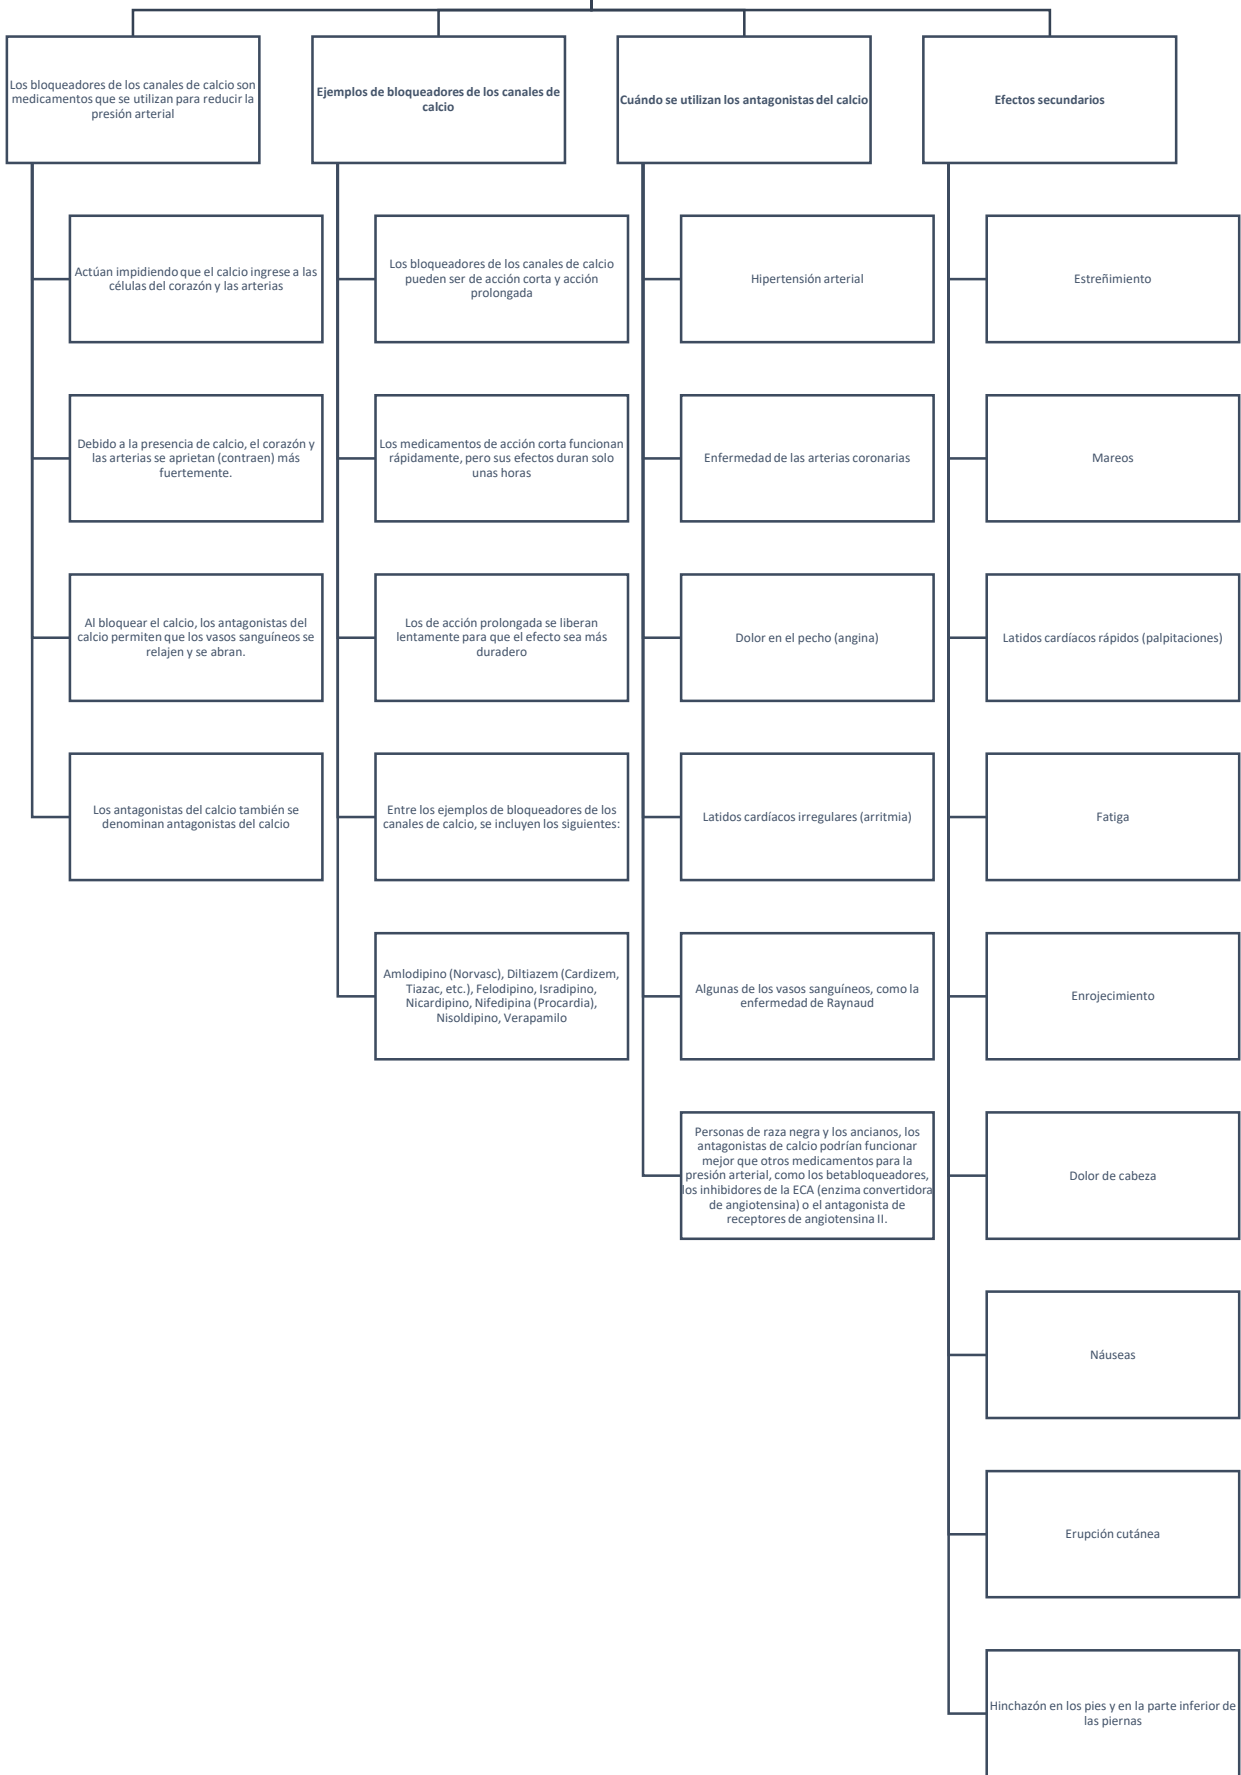 Los bloqueadores de los canales de calcio son
medicamentos que se utilizan para reducir la
presión arterial
Actúan impidiendo que el calcio ingrese a las
células del corazón y las arterias
Debido a la presencia de calcio, el corazón y
las arterias se aprietan (contraen) más
fuertemente.
Al bloquear el calcio, los antagonistas del
calcio permiten que los vasos sanguíneos se
relajen y se abran.
Los antagonistas del calcio también se
denominan antagonistas del calcio
Ejemplos de bloqueadores de los canales de
calcio
Los bloqueadores de los canales de calcio
pueden ser de acción corta y acción
prolongada
Los medicamentos de acción corta funcionan
rápidamente, pero sus efectos duran solo
unas horas
Los de acción prolongada se liberan
lentamente para que el efecto sea más
duradero
Entre los ejemplos de bloqueadores de los
canales de calcio, se incluyen los siguientes:
Amlodipino (Norvasc), Diltiazem (Cardizem,
Tiazac, etc.), Felodipino, Isradipino,
Nicardipino, Nifedipina (Procardia),
Nisoldipino, Verapamilo
Cuándo se utilizan los antagonistas del calcio
Hipertensión arterial
Enfermedad de las arterias coronarias
Dolor en el pecho (angina)
Latidos cardíacos irregulares (arritmia)
Algunas de los vasos sanguíneos, como la
enfermedad de Raynaud
Personas de raza negra y los ancianos, los
antagonistas de calcio podrían funcionar
mejor que otros medicamentos para la
presión arterial, como los betabloqueadores,
los inhibidores de la ECA (enzima convertidora
de angiotensina) o el antagonista de
receptores de angiotensina II.
Efectos secundarios
Estreñimiento
Mareos
Latidos cardíacos rápidos (palpitaciones)
Fatiga
Enrojecimiento
Dolor de cabeza
Náuseas
Erupción cutánea
Hinchazón en los pies y en la parte inferior de
las piernas